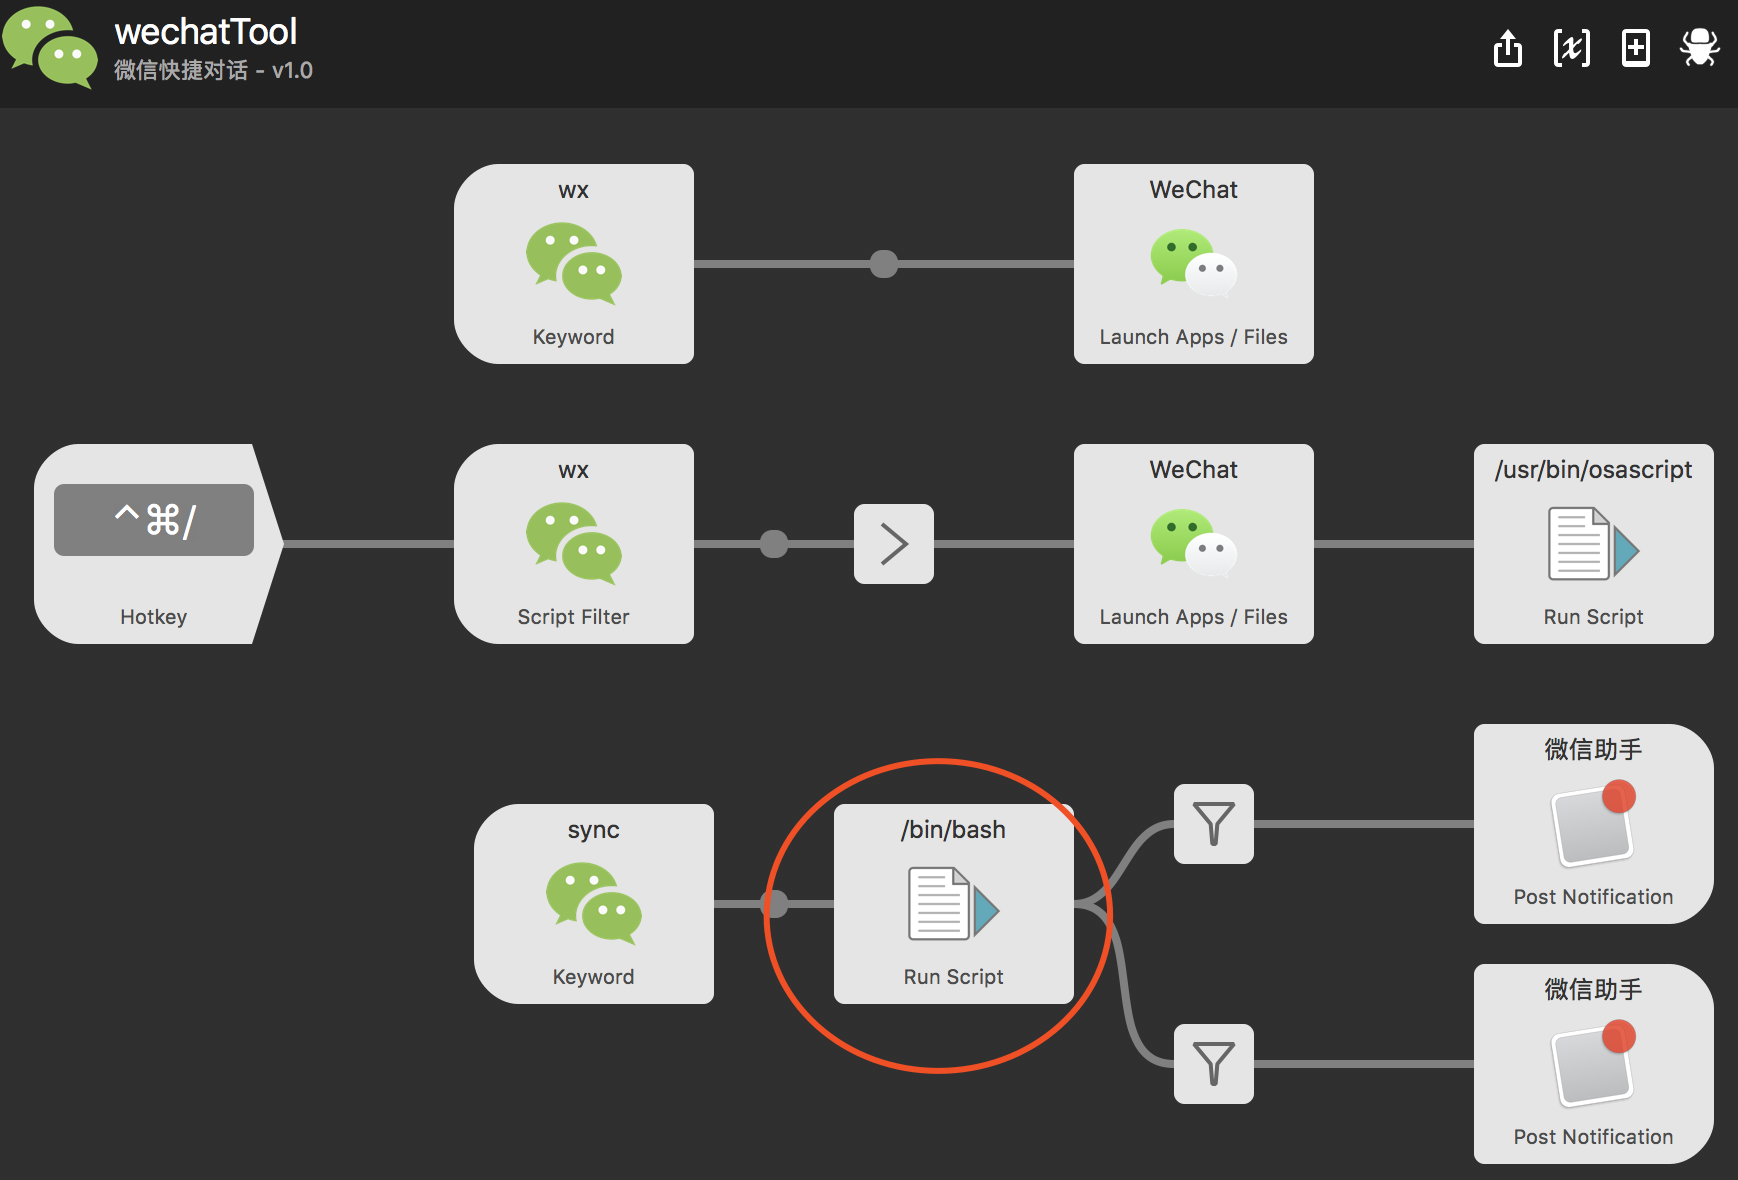 wechatTool
微信快捷对话 - v1.0
wx
Keyword
WeChat
Launch Apps / Files
^⌘/
Hotkey
wx
Script Filter
WeChat
Launch Apps / Files
/usr/bin/osascript
Run Script
sync
Keyword
/bin/bash
Run Script
微信助手
Post Notification
微信助手
Post Notification